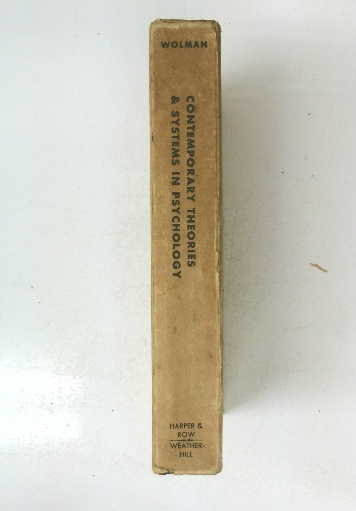 WOLMAN
CONTEMPORARY THEORIES
& SYSTEMS IN PSYCHOLOGY
HARPER &
ROW
WEATHER-
HILL